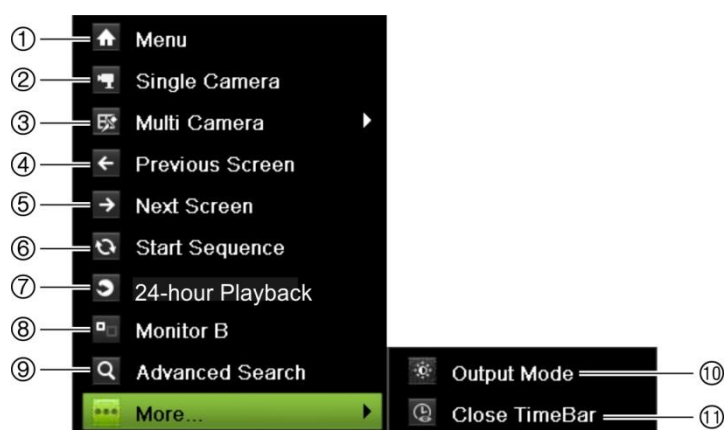 ① Menu
② Single Camera
③ Multi Camera
④ Previous Screen
⑤ Next Screen
⑥ Start Sequence
⑦ 24-hour Playback
⑧ Monitor B
⑨ Advanced Search
More...
Output Mode ⑩
Close TimeBar ⑪